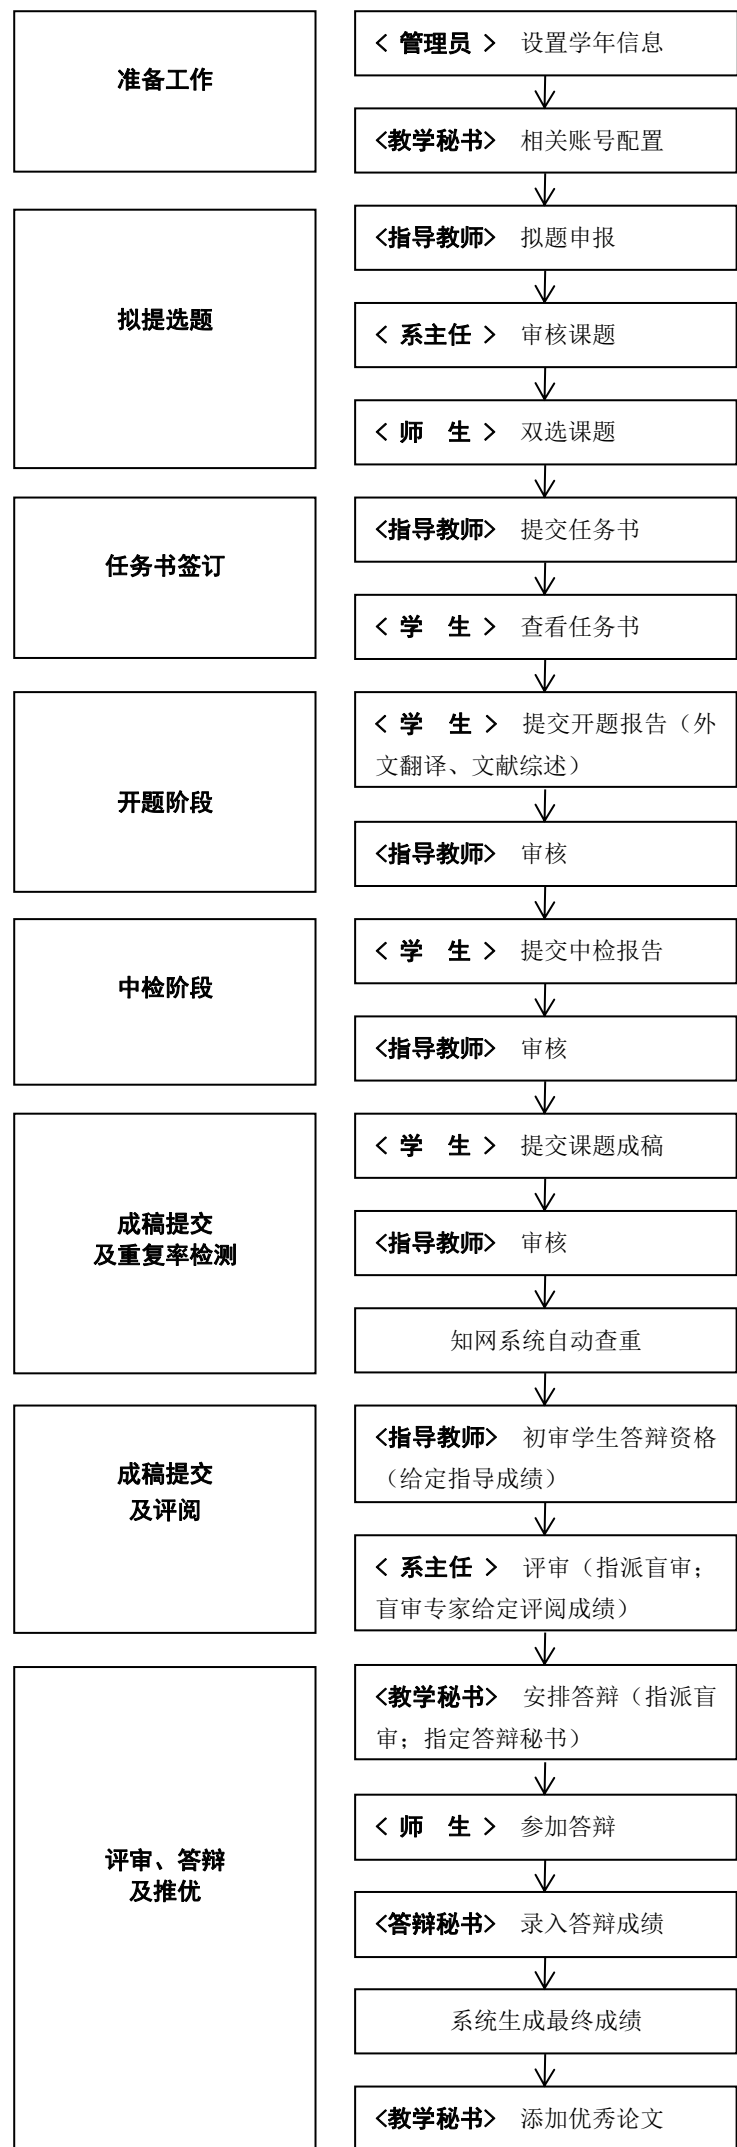 准备工作
< 管理员 > 设置学年信息
<教学秘书> 相关账号配置
拟提选题
<指导教师> 拟题申报
< 系主任 > 审核课题
< 师 生 > 双选课题
任务书签订
<指导教师> 提交任务书
< 学 生 > 查看任务书
开题阶段
< 学 生 > 提交开题报告（外
文翻译、文献综述）
<指导教师> 审核
中检阶段
< 学 生 > 提交中检报告
<指导教师> 审核
成稿提交
及重复率检测
< 学 生 > 提交课题成稿
<指导教师> 审核
知网系统自动查重
成稿提交
及评阅
<指导教师> 初审学生答辩资格
（给定指导成绩）
< 系主任 > 评审（指派盲审；
盲审专家给定评阅成绩）
评审、答辩
及推优
<教学秘书> 安排答辩（指派盲
审；指定答辩秘书）
< 师 生 > 参加答辩
<答辩秘书> 录入答辩成绩
系统生成最终成绩
<教学秘书> 添加优秀论文